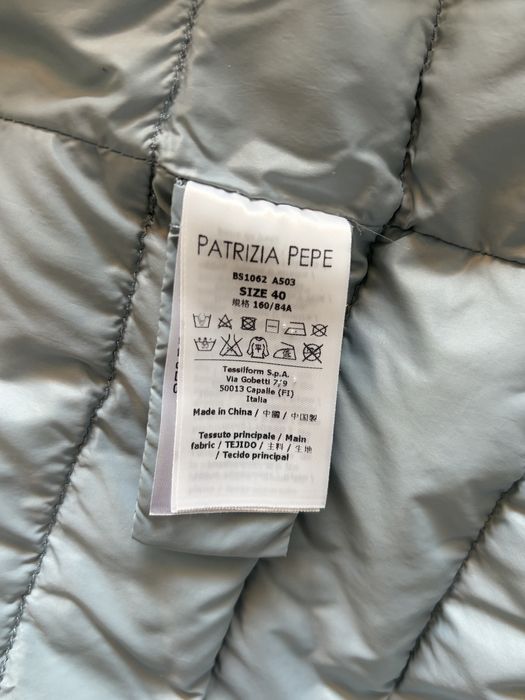 PATRIZIA PEPE
BS1062 A503
SIZE 40
規格 160/84A
Tessilform S.p.A.
Via Gobetti 7/9
50013 Capalle (FI)
Italia
Made in China / 中國 / 中国製
Tessuto principale / Main
fabric / TEJIDO / 主料 / 生地
/ Tecido principal